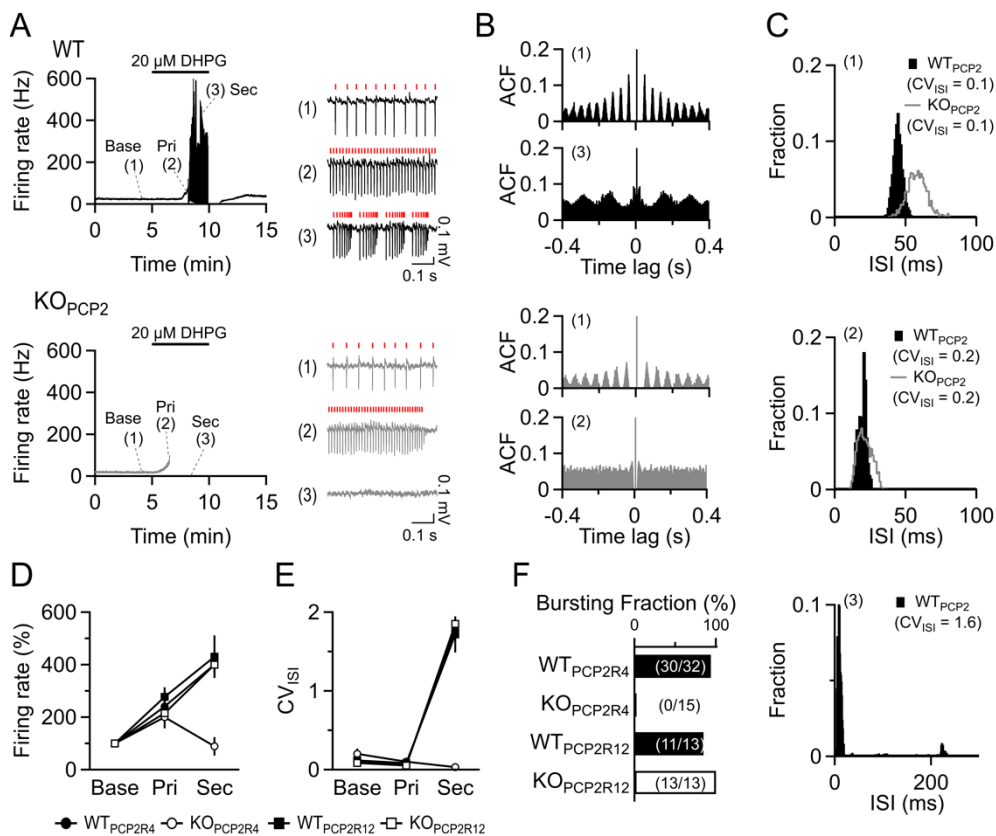 A
WT
20 µM DHPG
Firing rate (Hz)
600
400
200
0
Base
(1)
Pri
(2)
(3) Sec
0 5 10 15
Time (min)
(1)
(2)
(3)
0.1 mV
0.1 s
KOPCP2
20 µM DHPG
Firing rate (Hz)
600
400
200
0
Base
(1)
Pri
(2)
Sec
(3)
0 5 10 15
Time (min)
(1)
(2)
(3)
0.1 mV
0.1 s
B
(1)
ACF
0.2
0.1
0
(3)
ACF
0.2
0.1
0
-0.4 0 0.4
Time lag (s)
(1)
ACF
0.2
0.1
0
(2)
ACF
0.2
0.1
0
-0.4 0 0.4
Time lag (s)
C
(1)
WTPCP2
(CVISI = 0.1)
KOPCP2
(CVISI = 0.1)
Fraction
0.2
0.1
0
0 50 100
ISI (ms)
(2)
WTPCP2
(CVISI = 0.2)
KOPCP2
(CVISI = 0.2)
Fraction
0.2
0.1
0
0 50 100
ISI (ms)
(3)
WTPCP2
(CVISI = 1.6)
Fraction
0.1
0
0 200
ISI (ms)
D
Firing rate (%)
600
400
200
0
Base Pri Sec
E
CVISI
2
1
0
Base Pri Sec
WTPCP2R4 KOPCP2R4 WTPCP2R12 KOPCP2R12
F
Bursting Fraction (%)
0 100
WTPCP2R4 (30/32)
KOPCP2R4 (0/15)
WTPCP2R12 (11/13)
KOPCP2R12 (13/13)